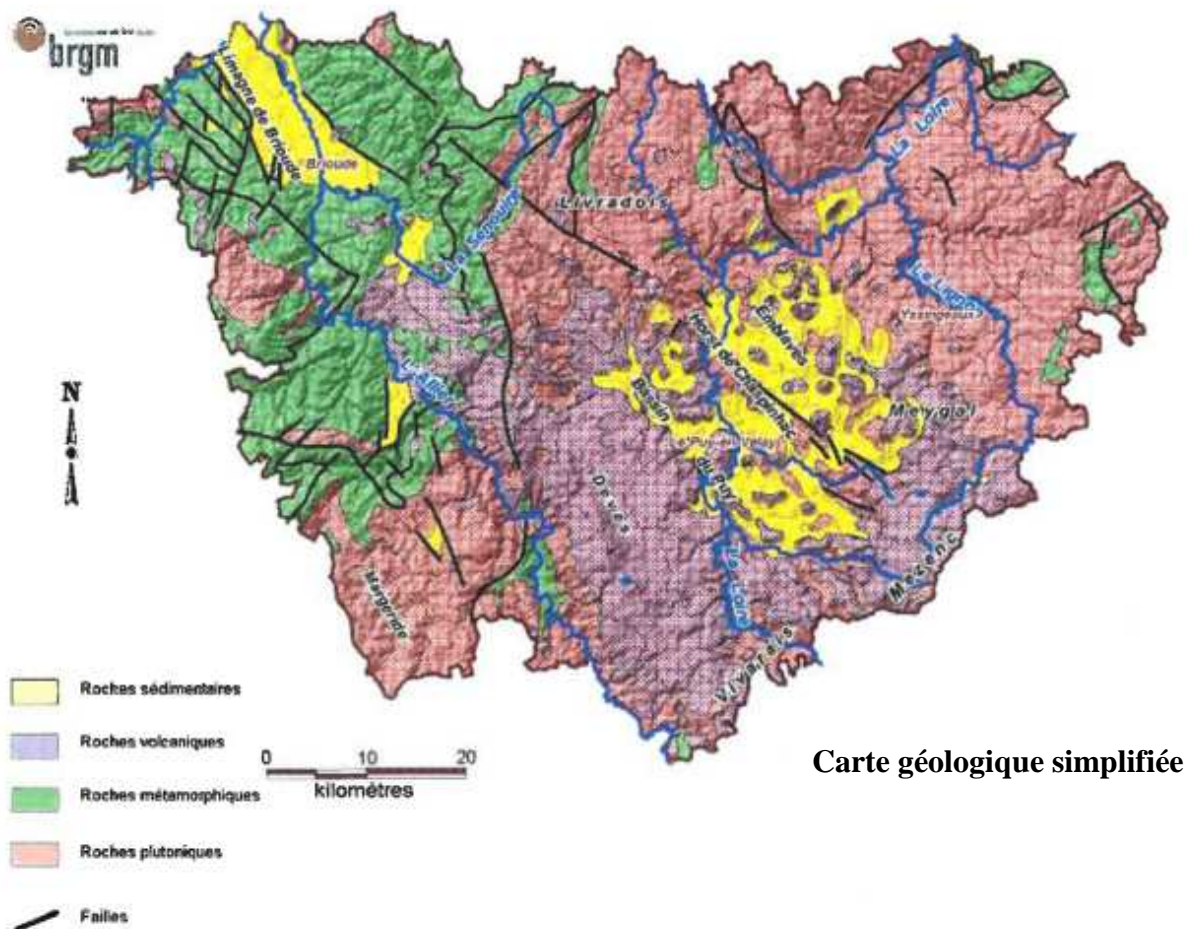 brgm
Limagne de Brioude
Brioude
La Senouire
Livradois
La Loire
Le Lignon
Yssingeaux
Emblavès
Horst de Chaspinhac
Meygal
L'Allier
Bassin
du Puy
Devès
La Loire
Mezenc
Vivarais
Margeride
N
Roches sédimentaires
Roches volcaniques
Roches métamorphiques
Roches plutoniques
Failles
0 10 20
kilomètres
Carte géologique simplifiée